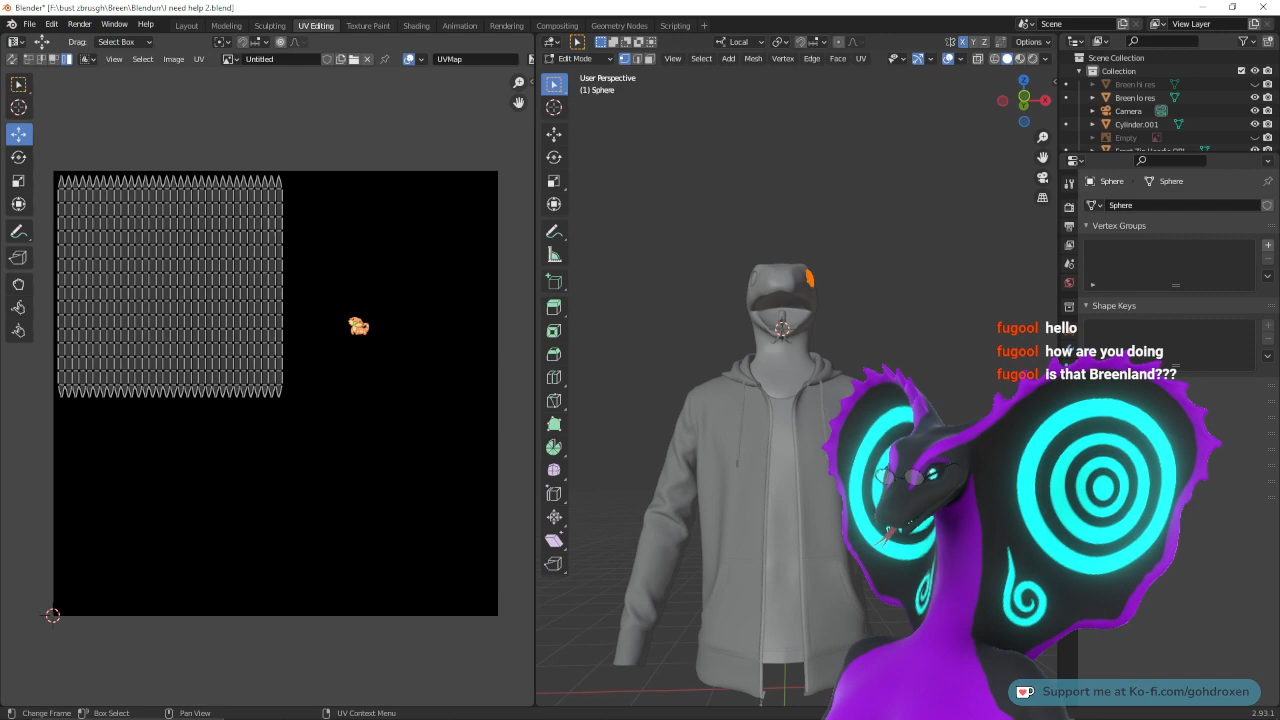 Blender* [F:\bust zbrusgh\Breen\Blendur\I need help 2.blend]
File Edit Render Window Help Layout Modeling Sculpting UV Editing Texture Paint Shading Animation Rendering Compositing Geometry Nodes Scripting + Scene View Layer
Drag: Select Box Local X Y Z Options
View Select Image UV Untitled UVMap Edit Mode View Select Add Mesh Vertex Edge Face UV
Scene Collection
Collection
User Perspective
(1) Sphere
Breen hi res
Breen lo res
Camera
Cylinder.001
Empty
Sphere Sphere
Sphere
Vertex Groups
Shape Keys
fugool hello
fugool how are you doing
fugool is that Breenland???
Support me at Ko-fi.com/gohdroxen
Change Frame Box Select Pan View UV Context Menu 2.93.1